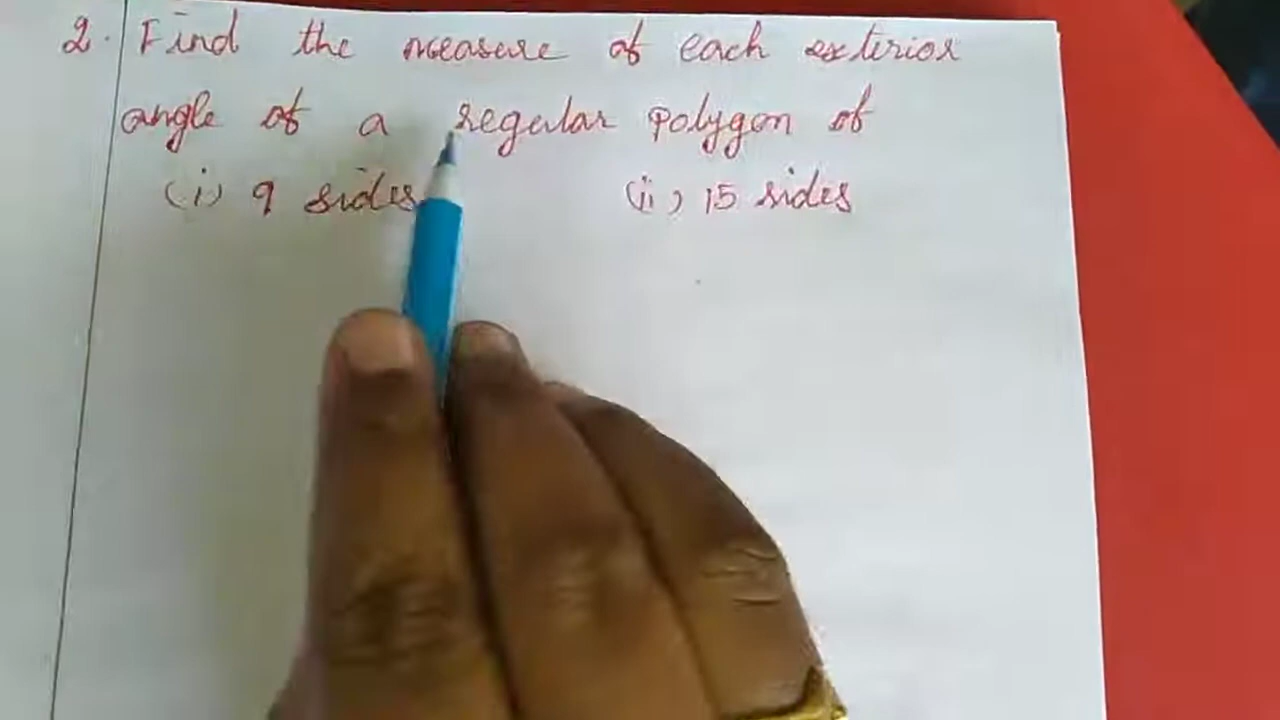 2. Find the measure of each exterior
angle of a regular polygon of
(i) 9 sides (ii) 15 sides